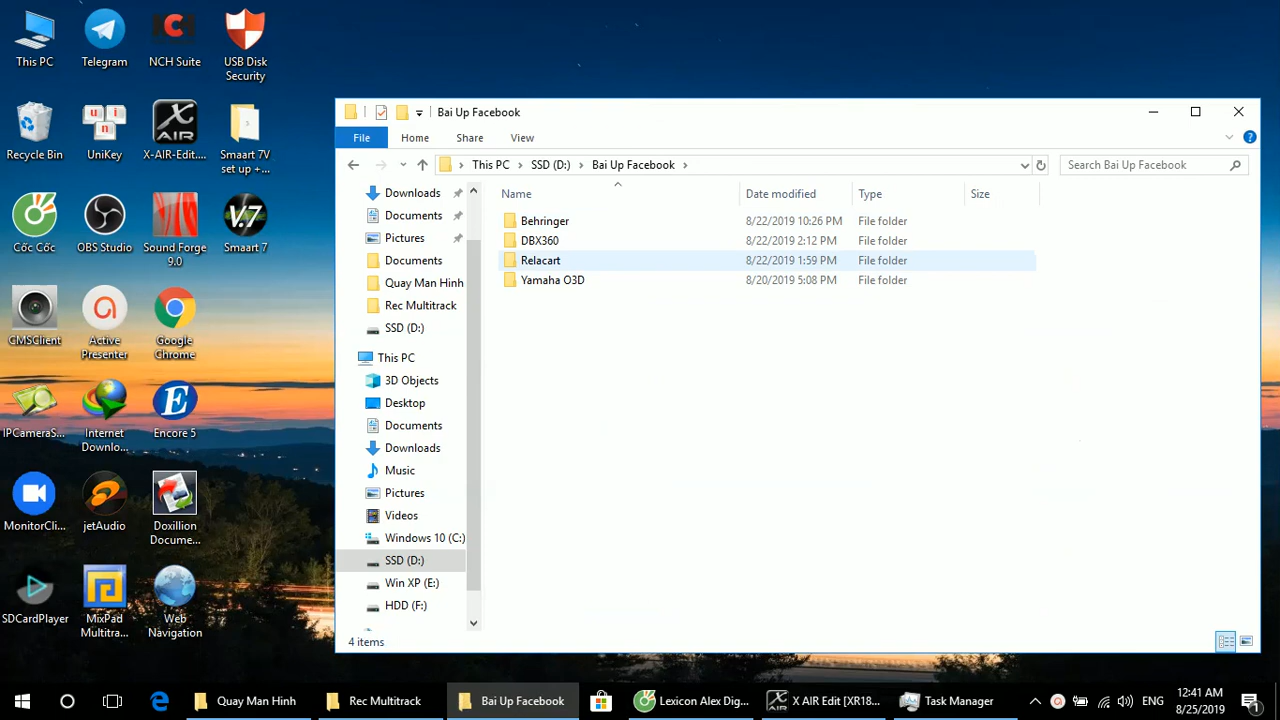 This PC
Telegram
NCH Suite
USB Disk
Security
Recycle Bin
UniKey
X-AIR-Edit....
Smaart 7V
set up +...
Cốc Cốc
OBS Studio
Sound Forge
9.0
Smaart 7
CMSClient
Active
Presenter
Google
Chrome
IPCameraS...
Internet
Downlo...
Encore 5
MonitorCli...
jetAudio
Doxillion
Docume...
SDCardPlayer
MixPad
Multitra...
Web
Navigation
Bai Up Facebook
File
Home
Share
View
This PC
SSD (D:)
Bai Up Facebook
Search Bai Up Facebook
Downloads
Documents
Pictures
Documents
Quay Man Hinh
Rec Multitrack
SSD (D:)
This PC
3D Objects
Desktop
Documents
Downloads
Music
Pictures
Videos
Windows 10 (C:)
SSD (D:)
Win XP (E:)
HDD (F:)
Name
Date modified
Type
Size
Behringer 8/22/2019 10:26 PM File folder
DBX360 8/22/2019 2:12 PM File folder
Relacart 8/22/2019 1:59 PM File folder
Yamaha O3D 8/20/2019 5:08 PM File folder
4 items
Quay Man Hinh
Rec Multitrack
Bai Up Facebook
Lexicon Alex Dig...
X AIR Edit [XR18...
Task Manager
ENG
12:41 AM
8/25/2019
1